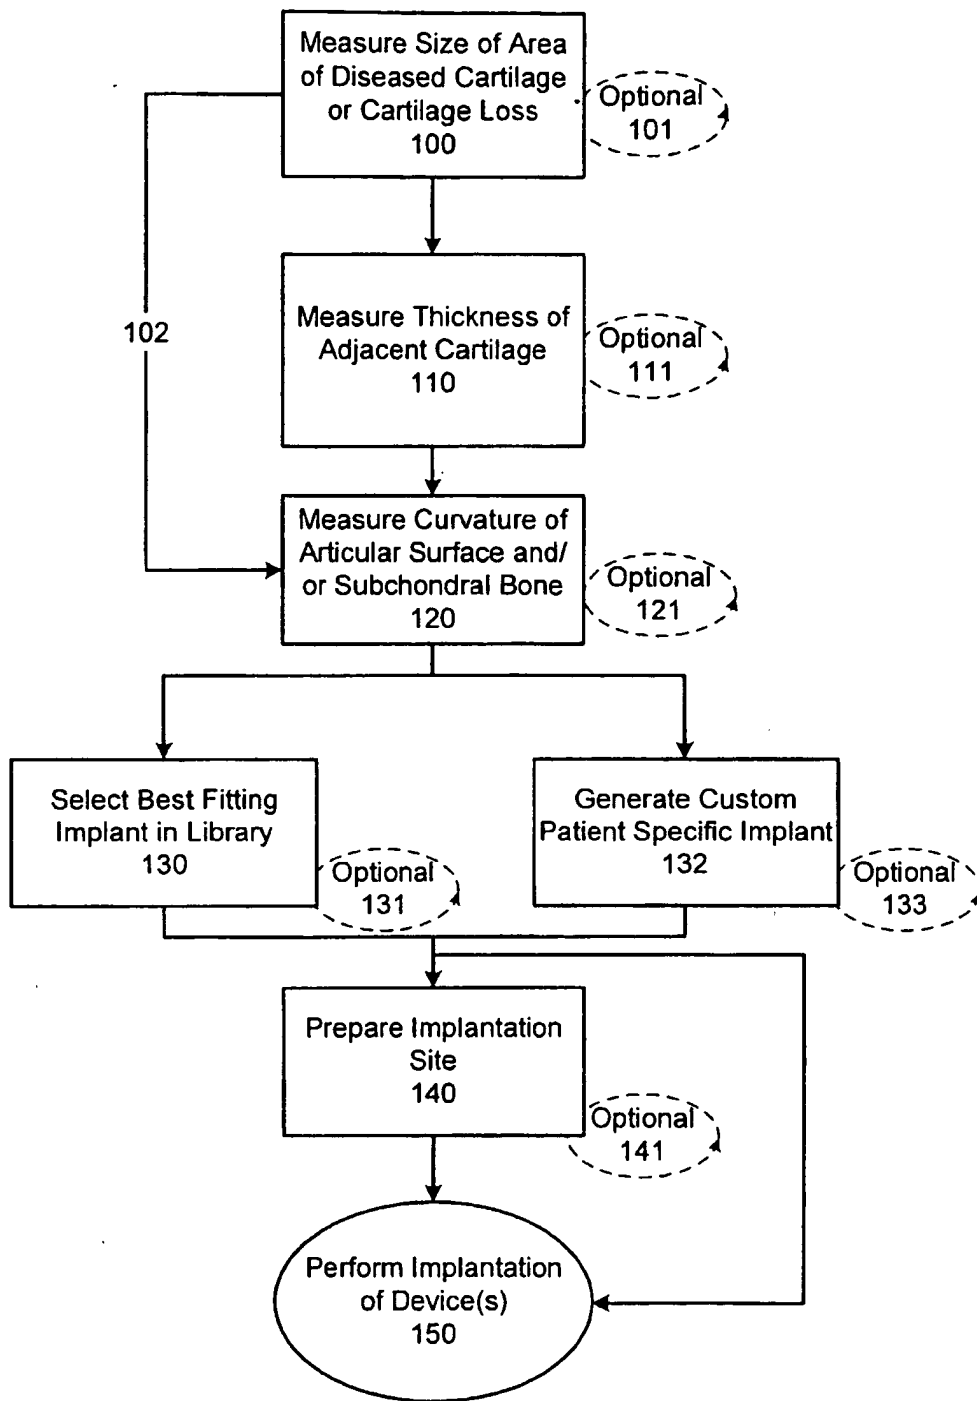 Measure Size of Area
of Diseased Cartilage
or Cartilage Loss
100
Optional
101
102
Measure Thickness of
Adjacent Cartilage
110
Optional
111
Measure Curvature of
Articular Surface and/
or Subchondral Bone
120
Optional
121
Select Best Fitting
Implant in Library
130
Optional
131
Generate Custom
Patient Specific Implant
132
Optional
133
Prepare Implantation
Site
140
Optional
141
Perform Implantation
of Device(s)
150